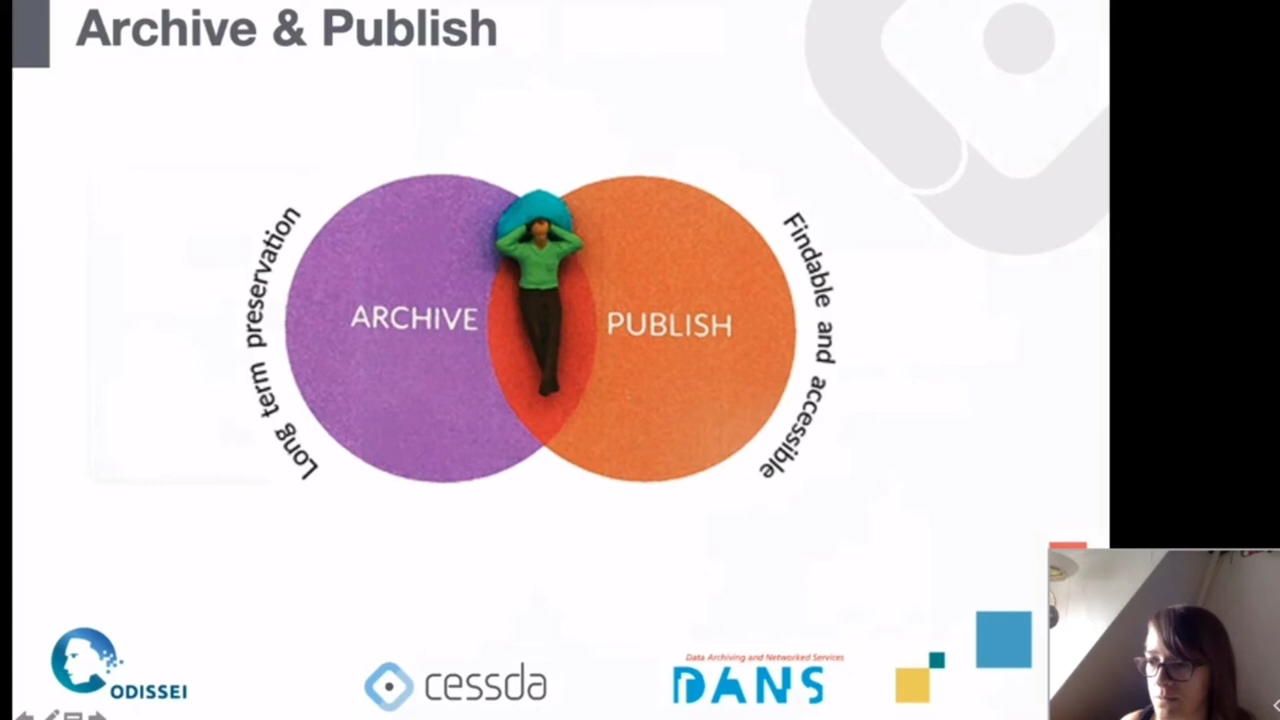 Archive & Publish
Long term preservation
ARCHIVE
PUBLISH
Findable and accessible
ODISSEI
cessda
Data Archiving and Networked Services
DANS